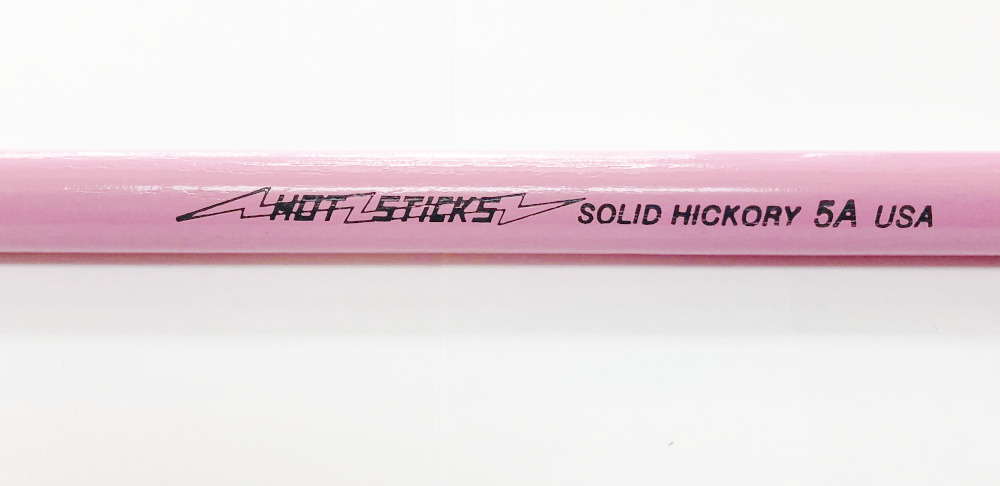 HOT STICKS SOLID HICKORY 5A USA